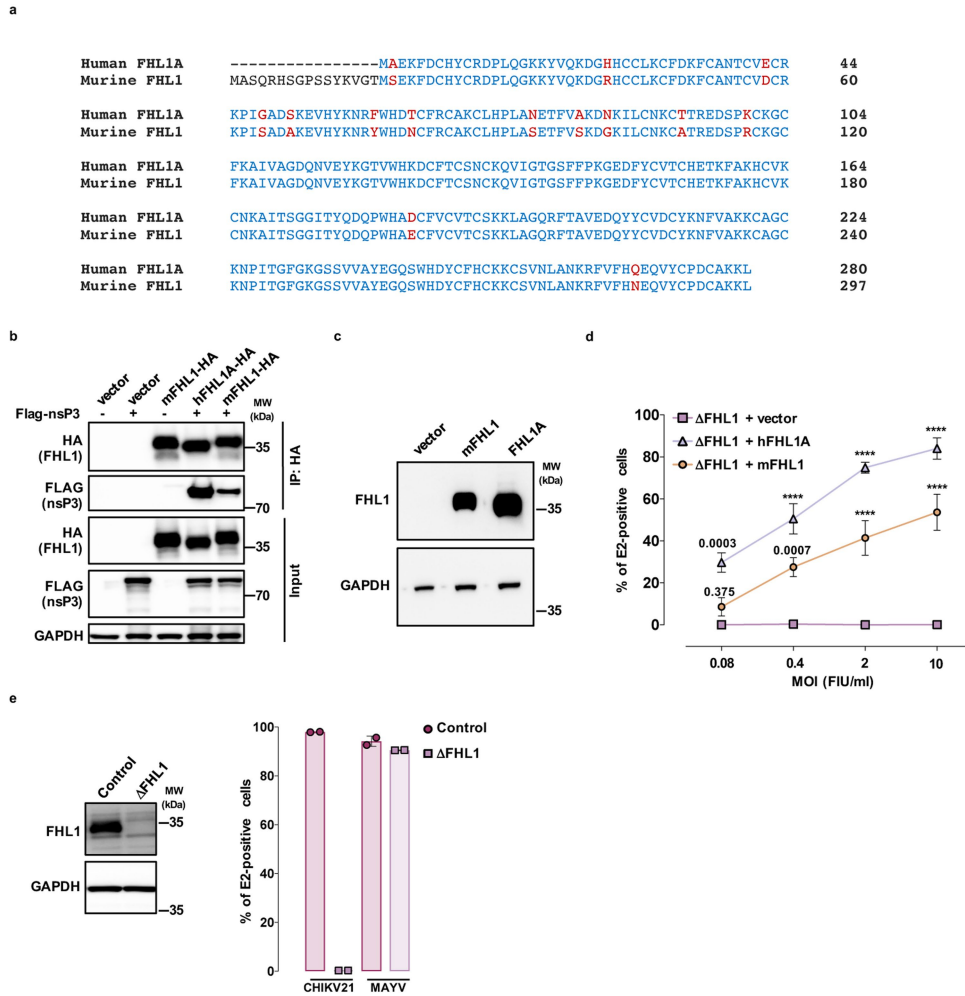 a
Human FHL1A ----------------MAEKFDCHYCRDPLQGKKYVQKDGHHCCLKCFDKFCANTCVECR 44
Murine FHL1 MASQRHSGPSSYKVGTMSEKFDCHYCRDPLQGKKYVQKDGRHCCLKCFDKFCANTCVDCR 60
Human FHL1A KPIGADSKEVHYKNRFWHDTCFRCAKCLHPLANETFVAKDNKILCNKCTTREDSPKCKGC 104
Murine FHL1 KPISADAKEVHYKNRYWHDNCFRCAKCLHPLASETFVSKDGKILCNKCATREDSPRCKGC 120
Human FHL1A FKAIVAGDQNVEYKGTVWHKDCFTCSNCKQVIGTGSFFPKGEDFYCVTCHETKFAKHCVK 164
Murine FHL1 FKAIVAGDQNVEYKGTVWHKDCFTCSNCKQVIGTGSFFPKGEDFYCVTCHETKFAKHCVK 180
Human FHL1A CNKAITSGGITYQDQPWHADCFVCVTCSKKLAGQRFTAVEDQYYCVDCYKNFVAKKCAGC 224
Murine FHL1 CNKAITSGGITYQDQPWHAECFVCVTCSKKLAGQRFTAVEDQYYCVDCYKNFVAKKCAGC 240
Human FHL1A KNPITGFGKGSSVVAYEGQSWHDYCFHCKKCSVNLANKRFVFHQEQVYCPDCAKKL 280
Murine FHL1 KNPITGFGKGSSVVAYEGQSWHDYCFHCKKCSVNLANKRFVFHNEQVYCPDCAKKL 297
b
vector vector mFHL1-HA hFHL1A-HA mFHL1-HA
MW
(kDa)
Flag-nsP3 - + - + +
HA
(FHL1)
35
FLAG
(nsP3)
70
IP: HA
HA
(FHL1)
35
FLAG
(nsP3)
70
GAPDH
Input
c
vector mFHL1 FHL1A
MW
(kDa)
FHL1
35
GAPDH
35
d
% of E2-positive cells
100
80
60
40
20
0
ΔFHL1 + vector
ΔFHL1 + hFHL1A
ΔFHL1 + mFHL1
0.0003 **** **** ****
0.375 0.0007 **** ****
0.08 0.4 2 10
MOI (FIU/ml)
e
Control ΔFHL1
MW
(kDa)
FHL1
35
GAPDH
35
% of E2-positive cells
100
80
60
40
20
0
CHIKV21 MAYV
Control
ΔFHL1